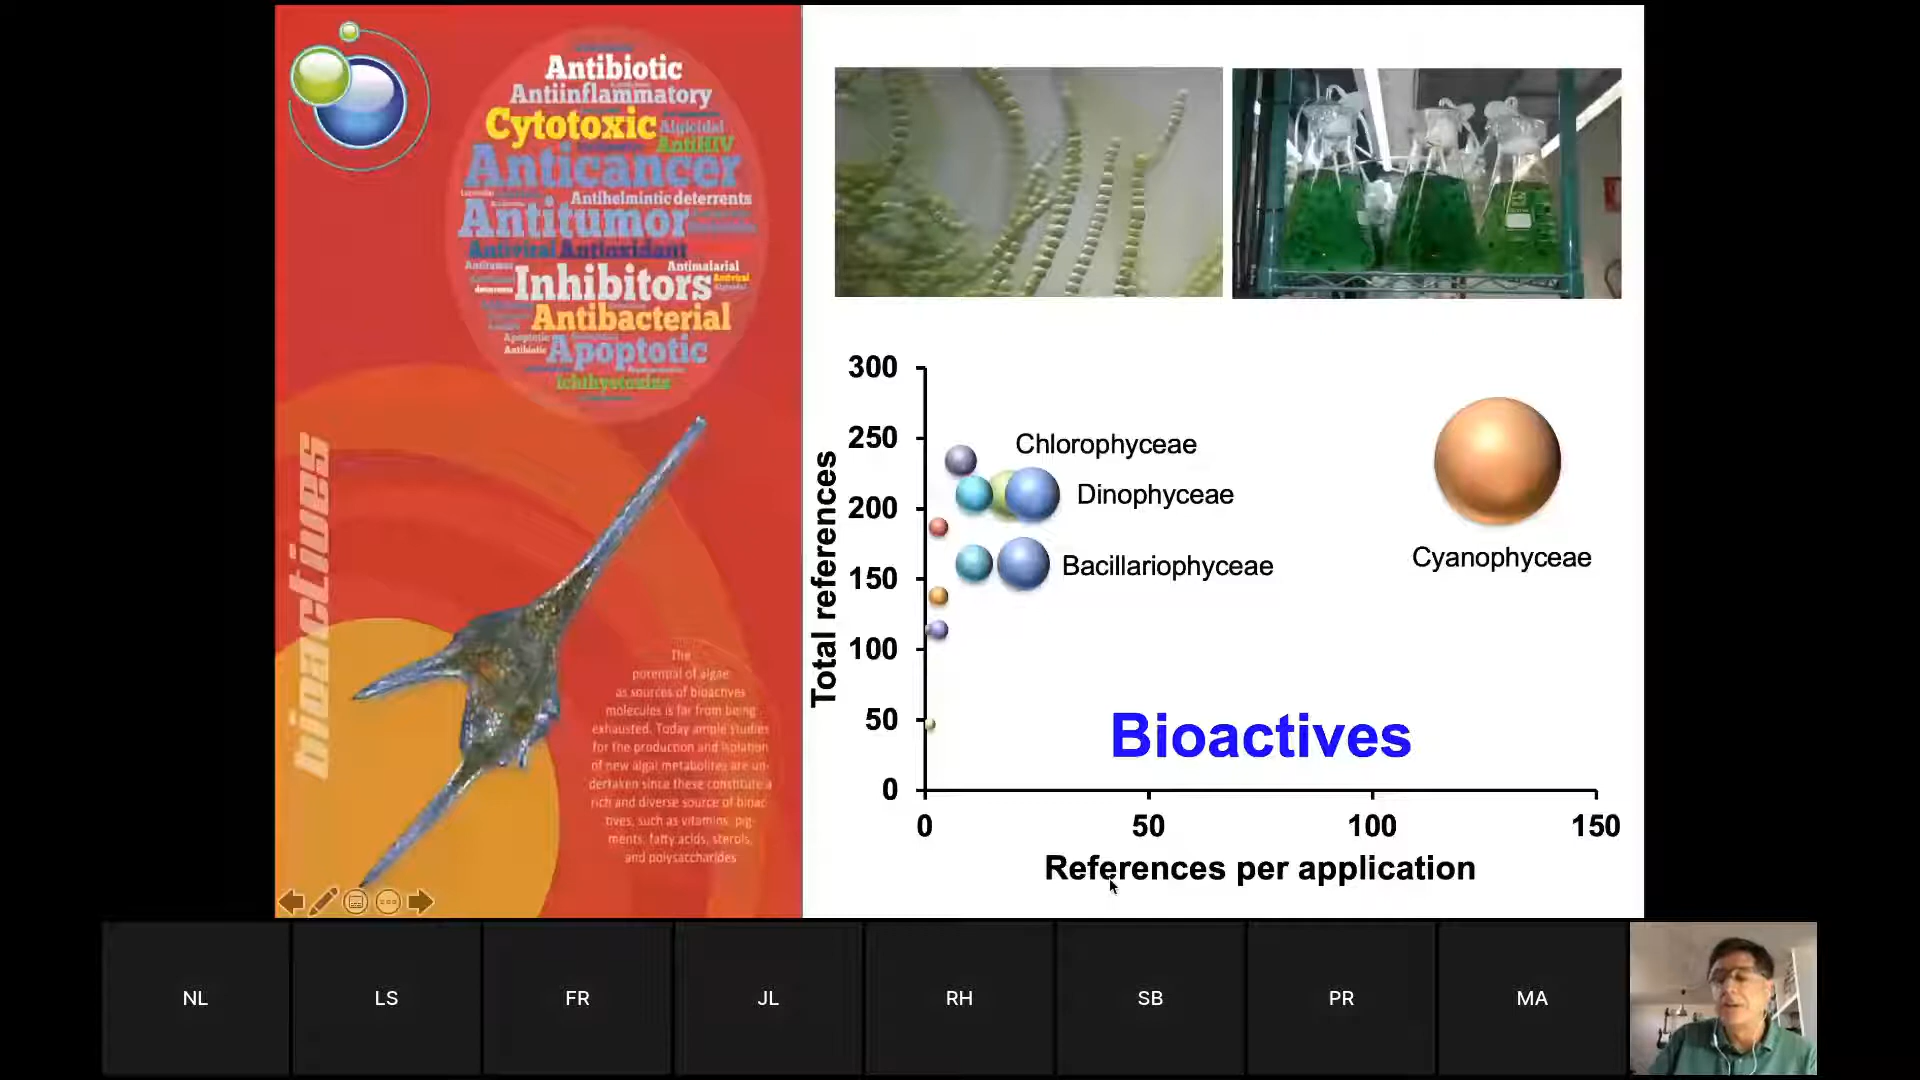 Antibiotic
Antiinflammatory
Cytotoxic
Algicidal
AntiHIV
Anticancer
Antihelmintic deterrents
Antitumor
Antiviral Antioxidant
Antimalarial
Inhibitors
Antiviral
Antibacterial
Apoptotic
Antibiotic
Apoptotic
Ichthyotoxins
bioactives
The
potential of algae
as sources of bioactives
molecules is far from being
exhausted. Today ample studies
for the production and isolation
of new algal metabolites are un-
dertaken since these constitute a
rich and diverse source of bioac
tives, such as vitamins, pig-
ments, fatty acids, sterols,
and polysaccharides
Total references
300
250
200
150
100
50
0
Chlorophyceae
Dinophyceae
Bacillariophyceae
Cyanophyceae
Bioactives
0 50 100 150
References per application
NL LS FR JL RH SB PR MA